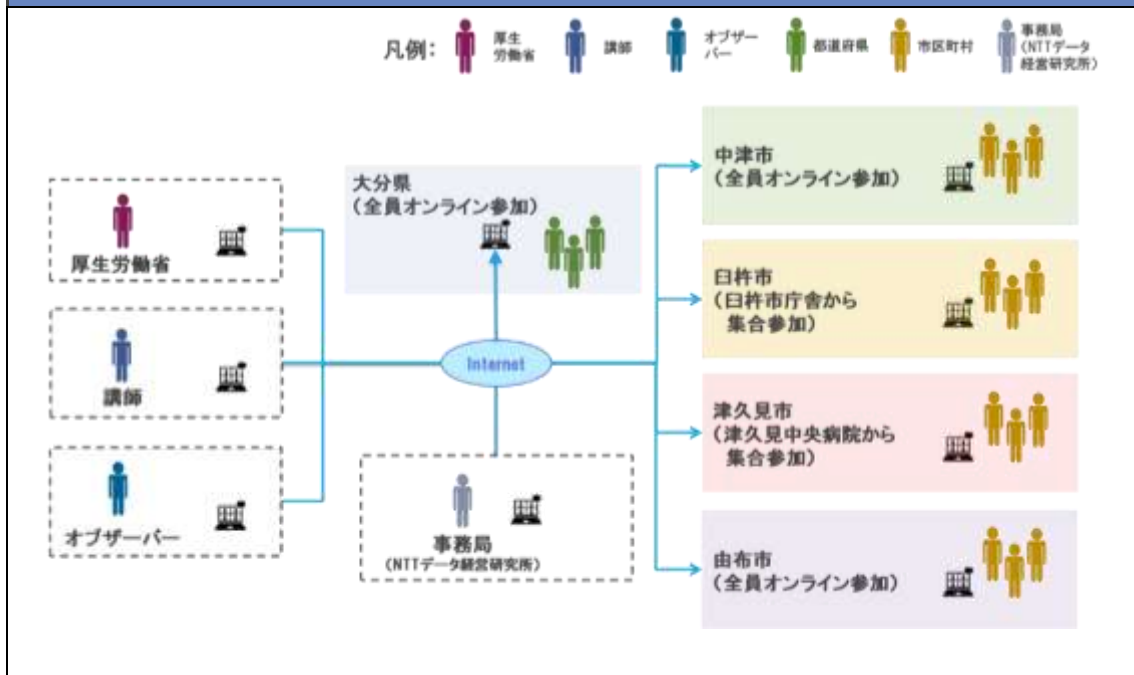 凡例：
厚生
労働省
講師
オブザー
バー
都道府県
市区町村
事務局
(NTTデータ
経営研究所)
厚生労働省
講師
オブザーバー
大分県
(全員オンライン参加)
Internet
事務局
(NTTデータ経営研究所)
中津市
(全員オンライン参加)
臼杵市
(臼杵市庁舎から
集合参加)
津久見市
(津久見中央病院から
集合参加)
由布市
(全員オンライン参加)